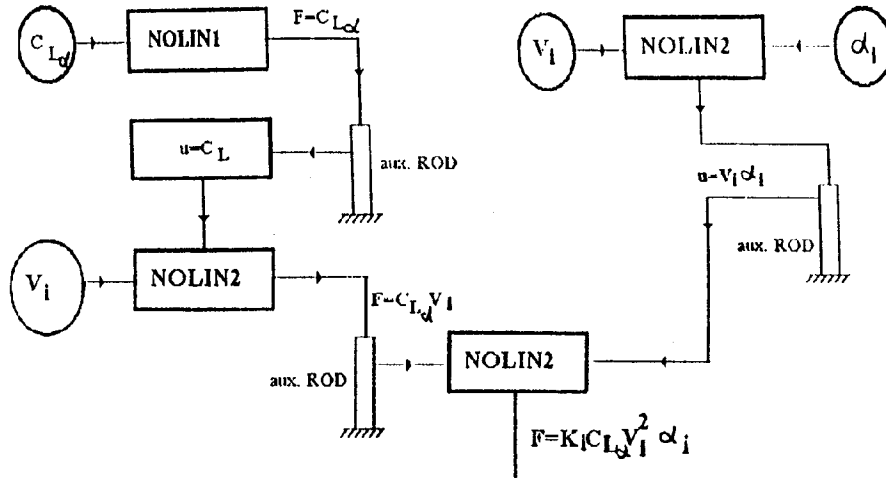 C_Lα
NOLIN1
F=C_Lα
V_i
NOLIN2
α_i
u=C_L
aux. ROD
u=V_i α_i
aux. ROD
V_i
NOLIN2
F=C_Lα V_i
aux. ROD
NOLIN2
F=K_i C_Lα V_i^2 α_i